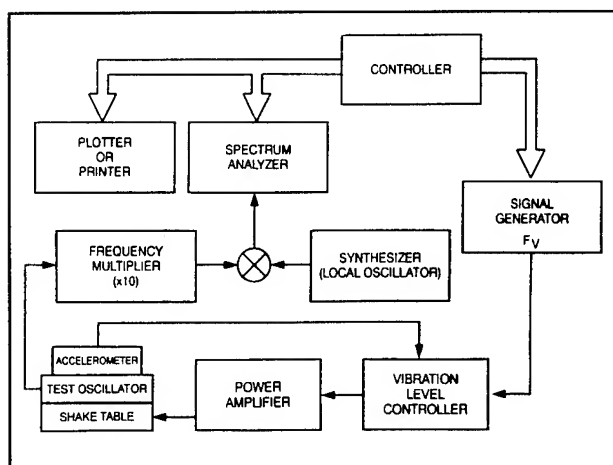 CONTROLLER
PLOTTER
OR
PRINTER
SPECTRUM
ANALYZER
SIGNAL
GENERATOR
FV
FREQUENCY
MULTIPLIER
(x10)
SYNTHESIZER
(LOCAL OSCILLATOR)
ACCELEROMETER
TEST OSCILLATOR
SHAKE TABLE
POWER
AMPLIFIER
VIBRATION
LEVEL
CONTROLLER